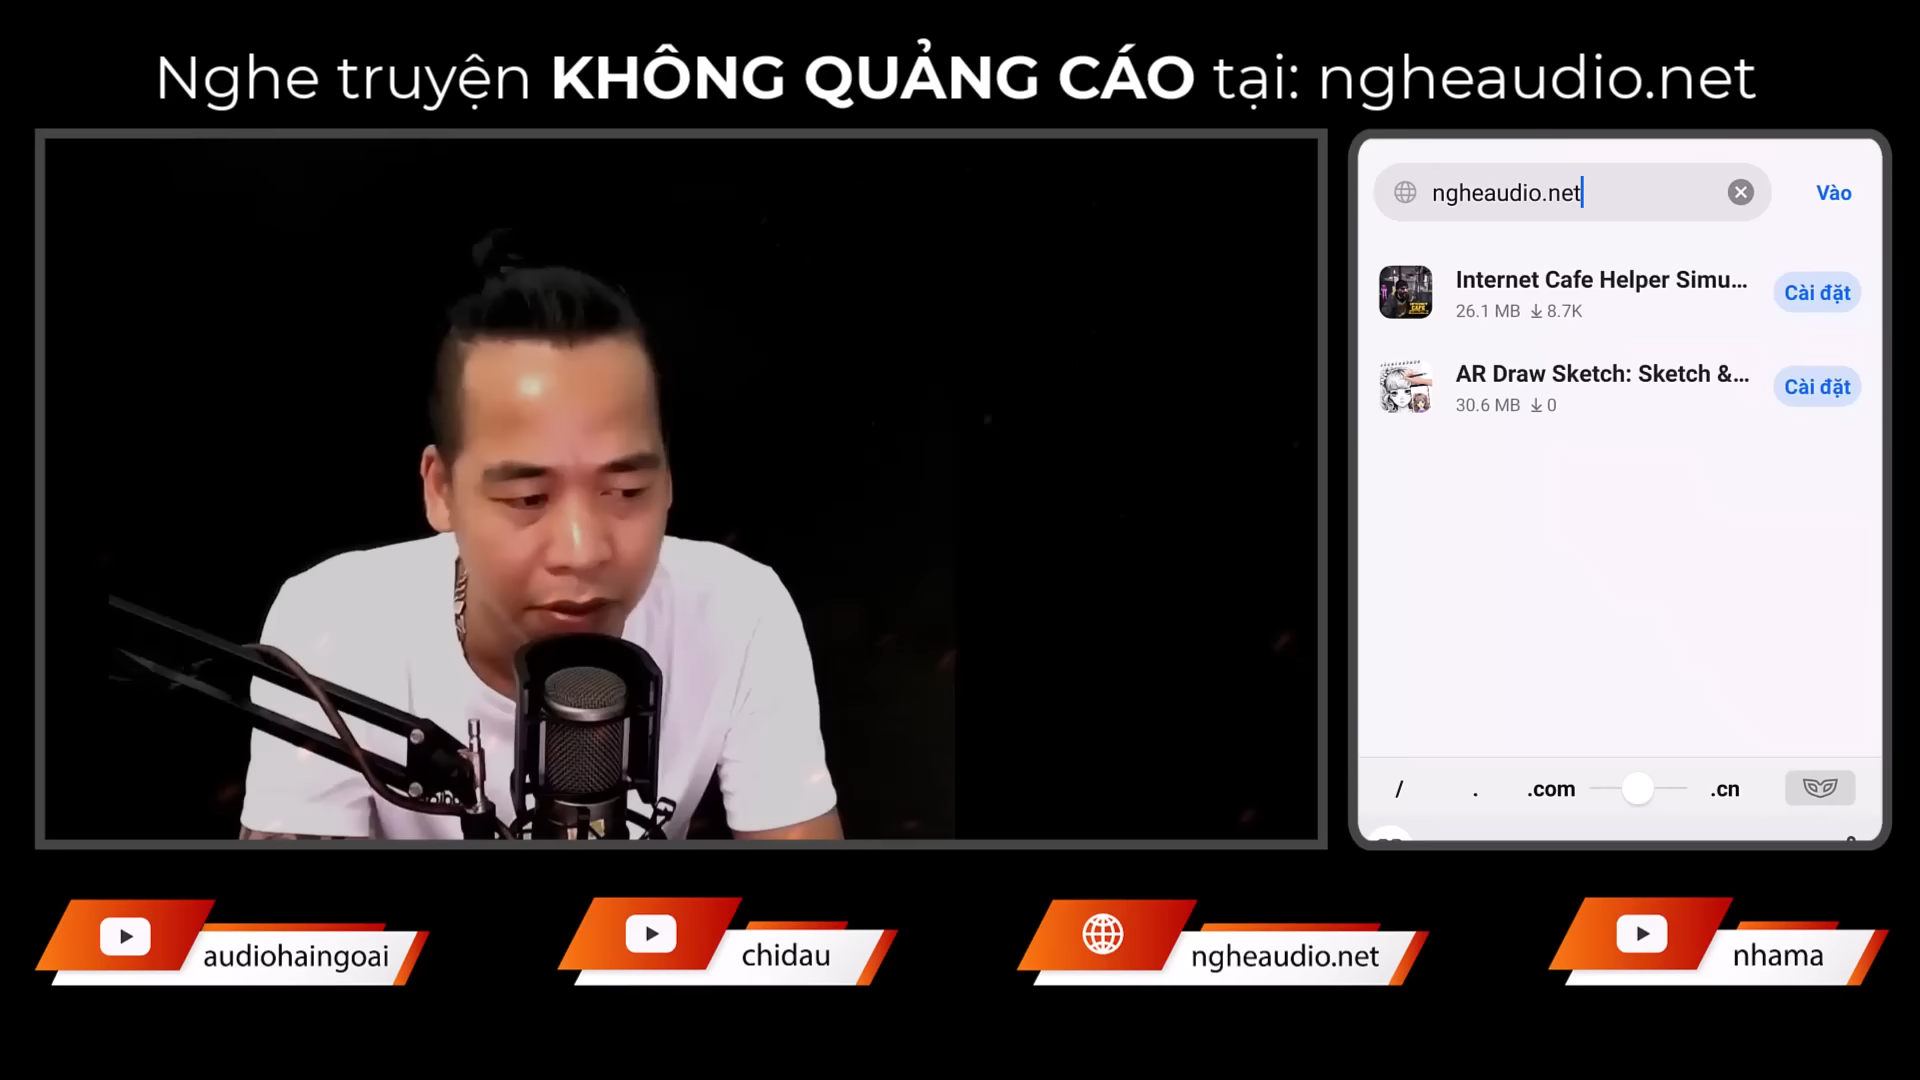 Nghe truyện KHÔNG QUẢNG CÁO tại: ngheaudio.net
ngheaudio.net
Vào
Internet Cafe Helper Simu...
26.1 MB 8.7K
Cài đặt
AR Draw Sketch: Sketch &...
30.6 MB 0
Cài đặt
/ . .com .cn
audiohaingoai
chidau
ngheaudio.net
nhama